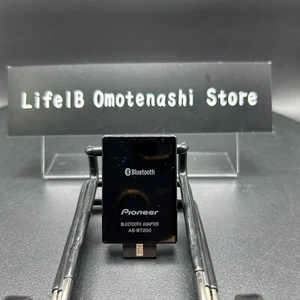 LifeIB Omotenashi Store
Bluetooth
Pioneer
BLUETOOTH ADAPTER
AS-BT200